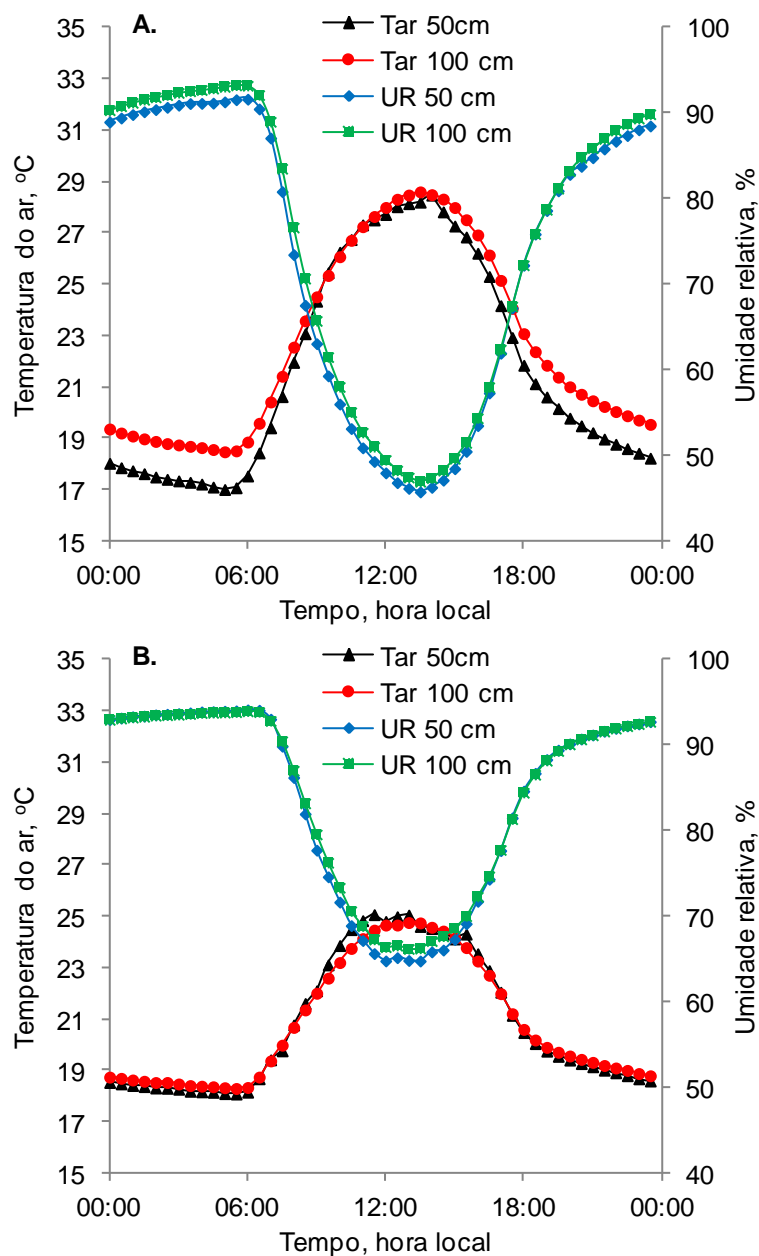 A.
Tar 50cm
Tar 100 cm
UR 50 cm
UR 100 cm
35
33
31
29
27
25
23
21
19
17
15
Temperatura do ar, ºC
100
90
80
70
60
50
40
Umidade relativa, %
00:00 06:00 12:00 18:00 00:00
Tempo, hora local
B.
Tar 50cm
Tar 100 cm
UR 50 cm
UR 100 cm
35
33
31
29
27
25
23
21
19
17
15
Temperatura do ar, ºC
100
90
80
70
60
50
40
Umidade relativa, %
00:00 06:00 12:00 18:00 00:00
Tempo, hora local